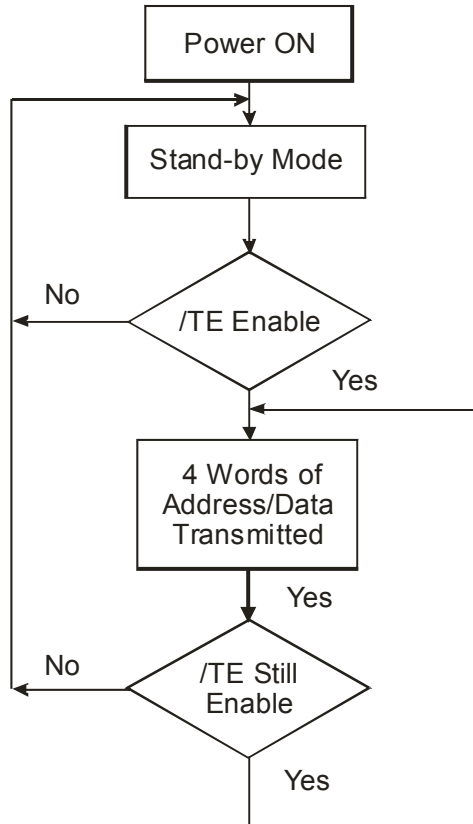 Power ON
Stand-by Mode
No
/TE Enable
Yes
4 Words of
Address/Data
Transmitted
Yes
No
/TE Still
Enable
Yes